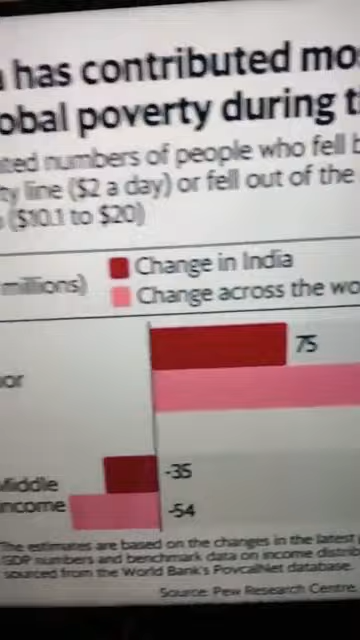 has contributed mo
obal poverty during t
ted numbers of people who fell b
ty line ($2 a day) or fell out of the
($10.1 to $20)
millions)
Change in India
Change across the wo
75
or
Middle
ncome
-35
-54
The estimates are based on the changes in the latest
GDP numbers and benchmark data on income distrib
sourced from the World Bank's PovcalNet database.
Source: Pew Research Centre